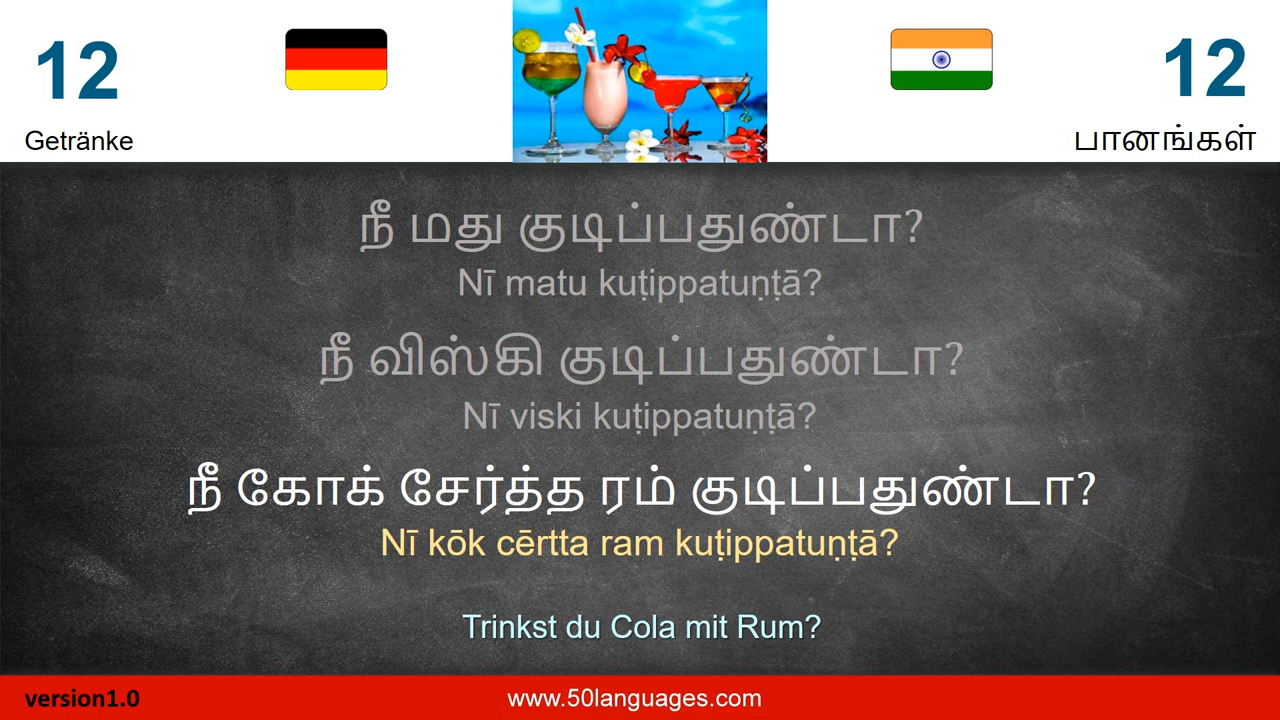 12
12
Getränke
பானங்கள்
நீ மது குடிப்பதுண்டா?
Nī matu kuṭippatuṇṭā?
நீ விஸ்கி குடிப்பதுண்டா?
Nī viski kuṭippatuṇṭā?
நீ கோக் சேர்த்த ரம் குடிப்பதுண்டா?
Nī kōk cērtta ram kuṭippatuṇṭā?
Trinkst du Cola mit Rum?
version1.0
www.50languages.com